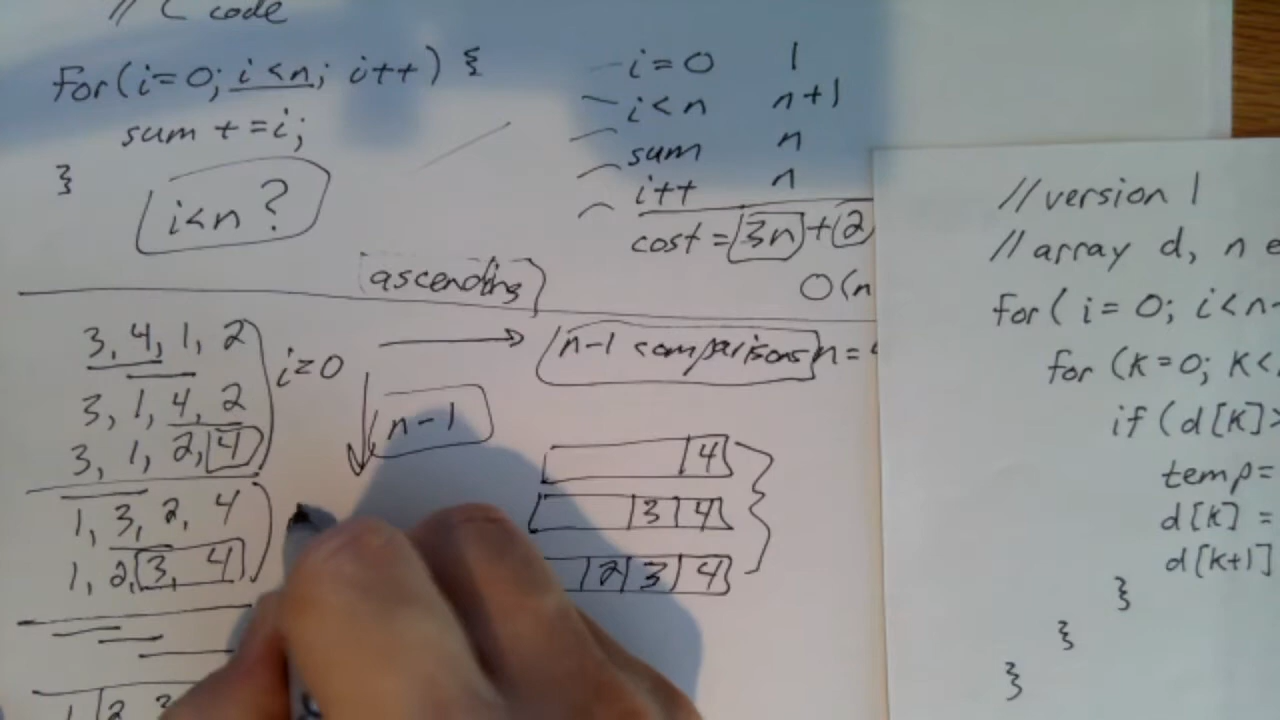 // C code
for(i=0; i<n; i++) {
sum += i;
}
i<n ?
i=0 1
i<n n+1
sum n
i++ n
cost = 3n + 2
O(n
ascending
3, 4, 1, 2
3, 1, 4, 2
3, 1, 2, 4
i=0
n-1 comparisons n=
n-1
1, 3, 2, 4
1, 2, 3, 4
1 2
4
3 4
2 3 4
//version 1
//array d, n e
for( i=0; i<n-
for (k=0; k<
if (d[k]>
temp=
d[k] =
d[k+1]
}
}
}